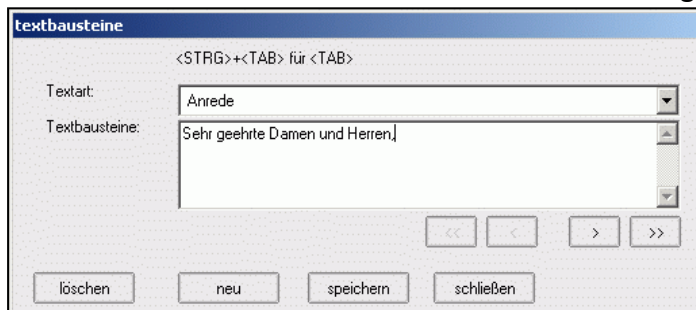 textbausteine
<STRG>+<TAB> für <TAB>
Textart:
Anrede
Textbausteine:
Sehr geehrte Damen und Herren,
<< < > >>
löschen neu speichern schließen